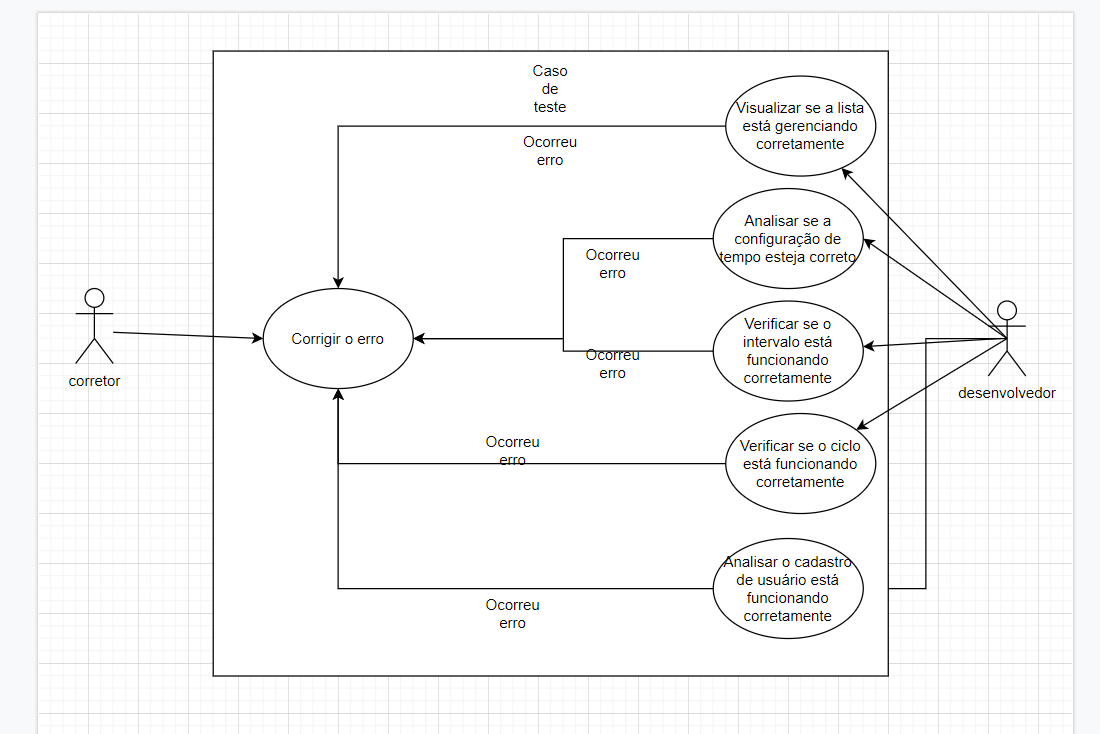 Caso
de
teste
Visualizar se a lista
está gerenciando
corretamente
Ocorreu
erro
Analisar se a
configuração de
tempo esteja correto
Ocorreu
erro
Corrigir o erro
Verificar se o
intervalo está
funcionando
corretamente
Ocorreu
erro
corretor
desenvolvedor
Verificar se o ciclo
está funcionando
corretamente
Ocorreu
erro
Analisar o cadastro
de usuário está
funcionando
corretamente
Ocorreu
erro